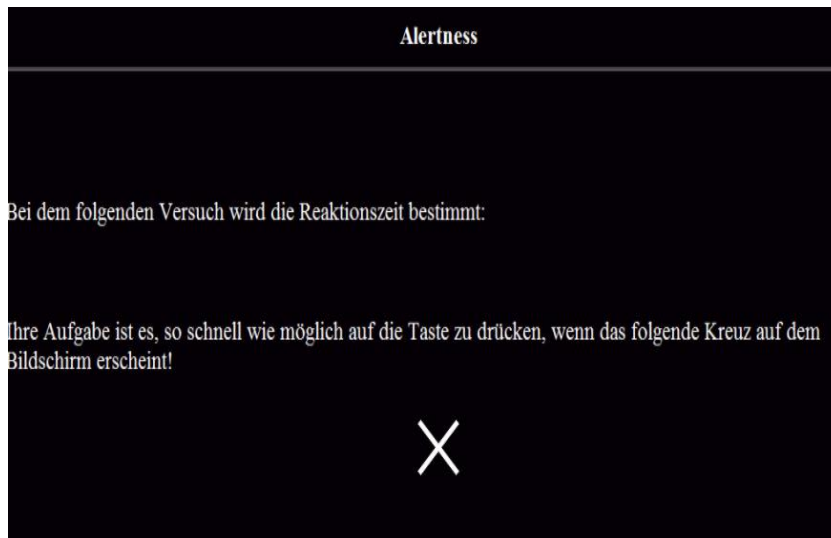 Alertness
Bei dem folgenden Versuch wird die Reaktionszeit bestimmt:
Ihre Aufgabe ist es, so schnell wie möglich auf die Taste zu drücken, wenn das folgende Kreuz auf dem
Bildschirm erscheint!